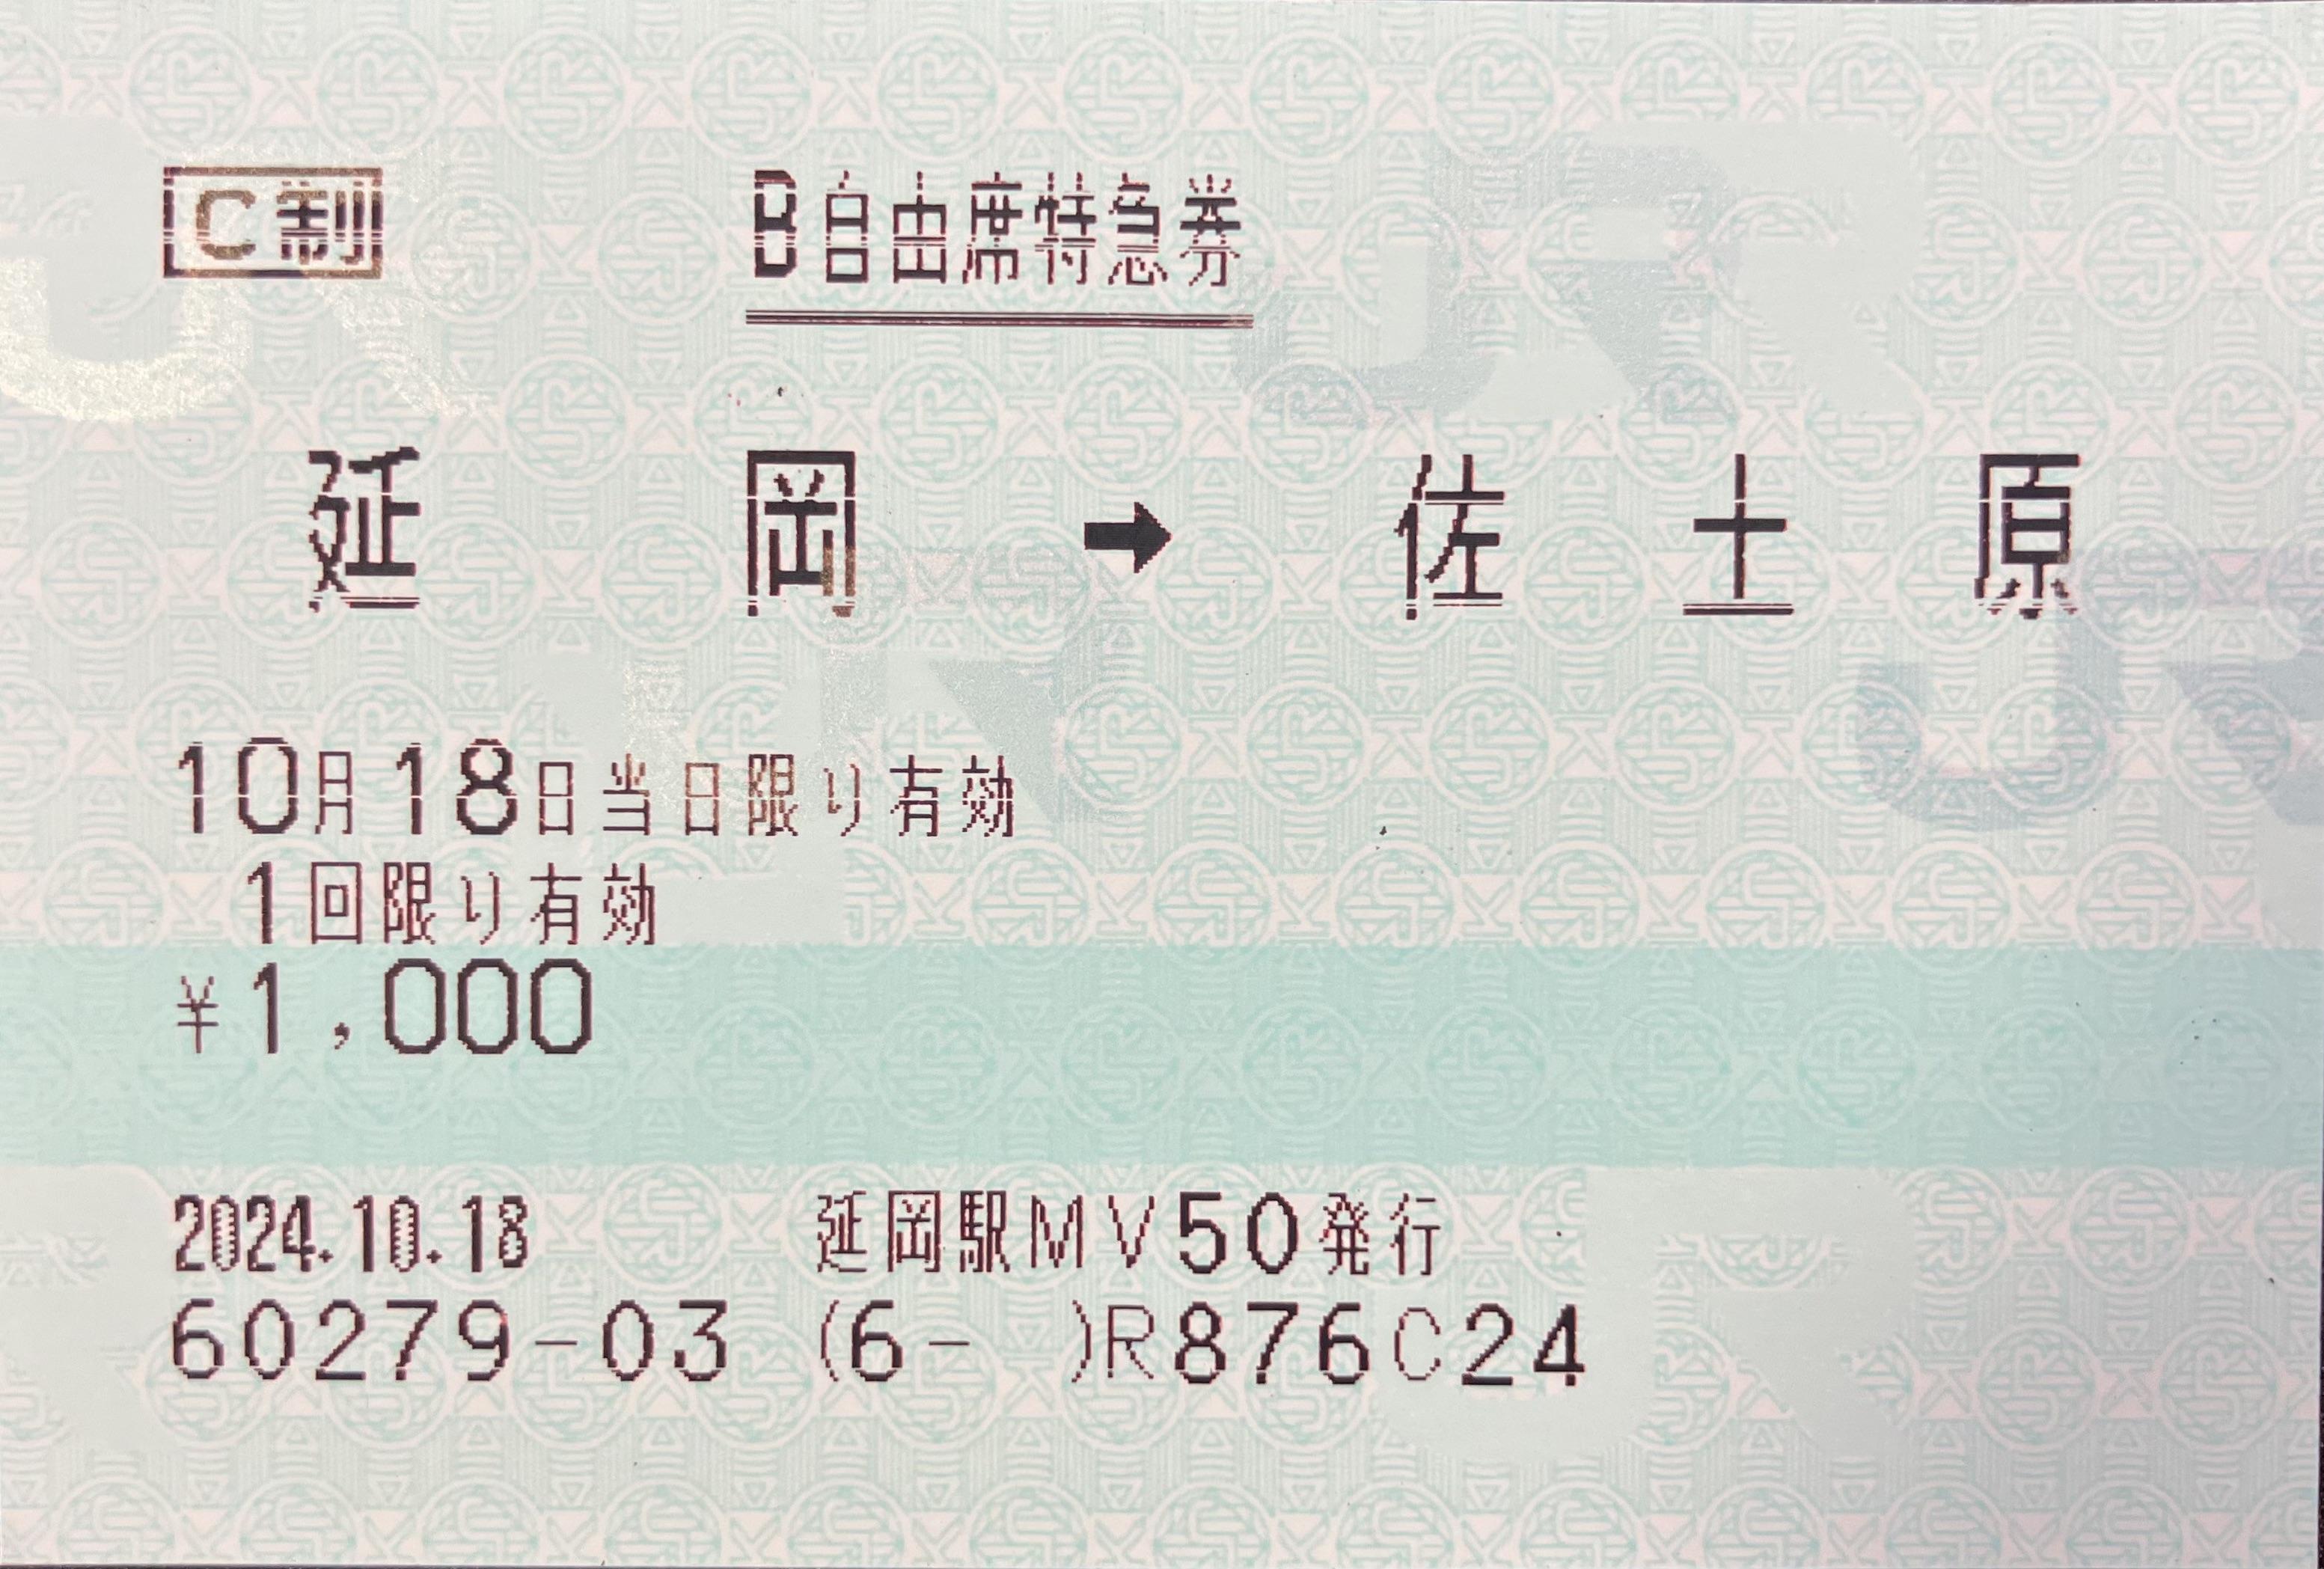 C制 B自由席特急券
延岡 ➡ 佐土原
10月18日当日限り有効
1回限り有効
¥1,000
2024.10.18 延岡駅MV50発行
60279-03 (6- )R876C24